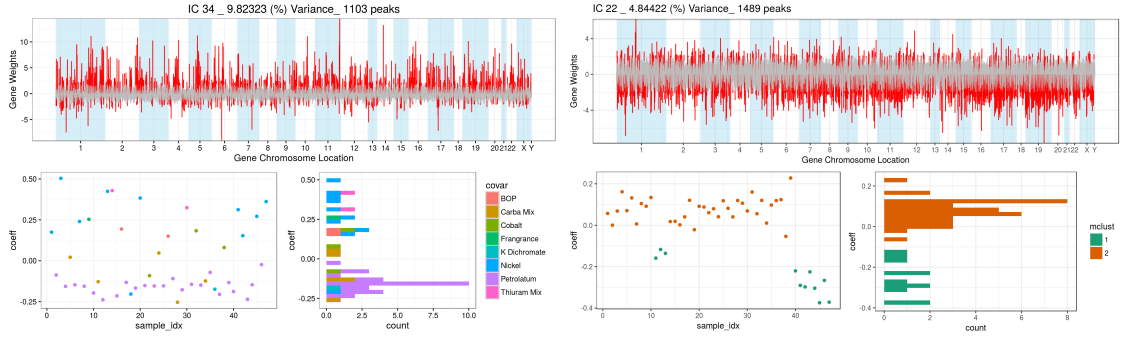 IC 34 _ 9.82323 (%) Variance_ 1103 peaks
Gene Weights
10
5
0
-5
1 2 3 4 5 6 7 8 9 10 11 12 13 14 15 16 17 18 19 20 2122 X Y
Gene Chromosome Location
coeff
0.50
0.25
0.00
-0.25
0 10 20 30 40
sample_idx
coeff
0.50
0.25
0.00
-0.25
0.0 2.5 5.0 7.5 10.0
count
covar
BOP
Carba Mix
Cobalt
Frangrance
K Dichromate
Nickel
Petrolatum
Thiuram Mix
IC 22 _ 4.84422 (%) Variance_ 1489 peaks
Gene Weights
4
0
-4
1 2 3 4 5 6 7 8 9 10 11 12 13 14 15 16 17 18 19 20 2122 X Y
Gene Chromosome Location
coeff
0.2
0.0
-0.2
-0.4
0 10 20 30 40
sample_idx
coeff
0.2
0.0
-0.2
-0.4
0 2 4 6 8
count
mclust
1
2